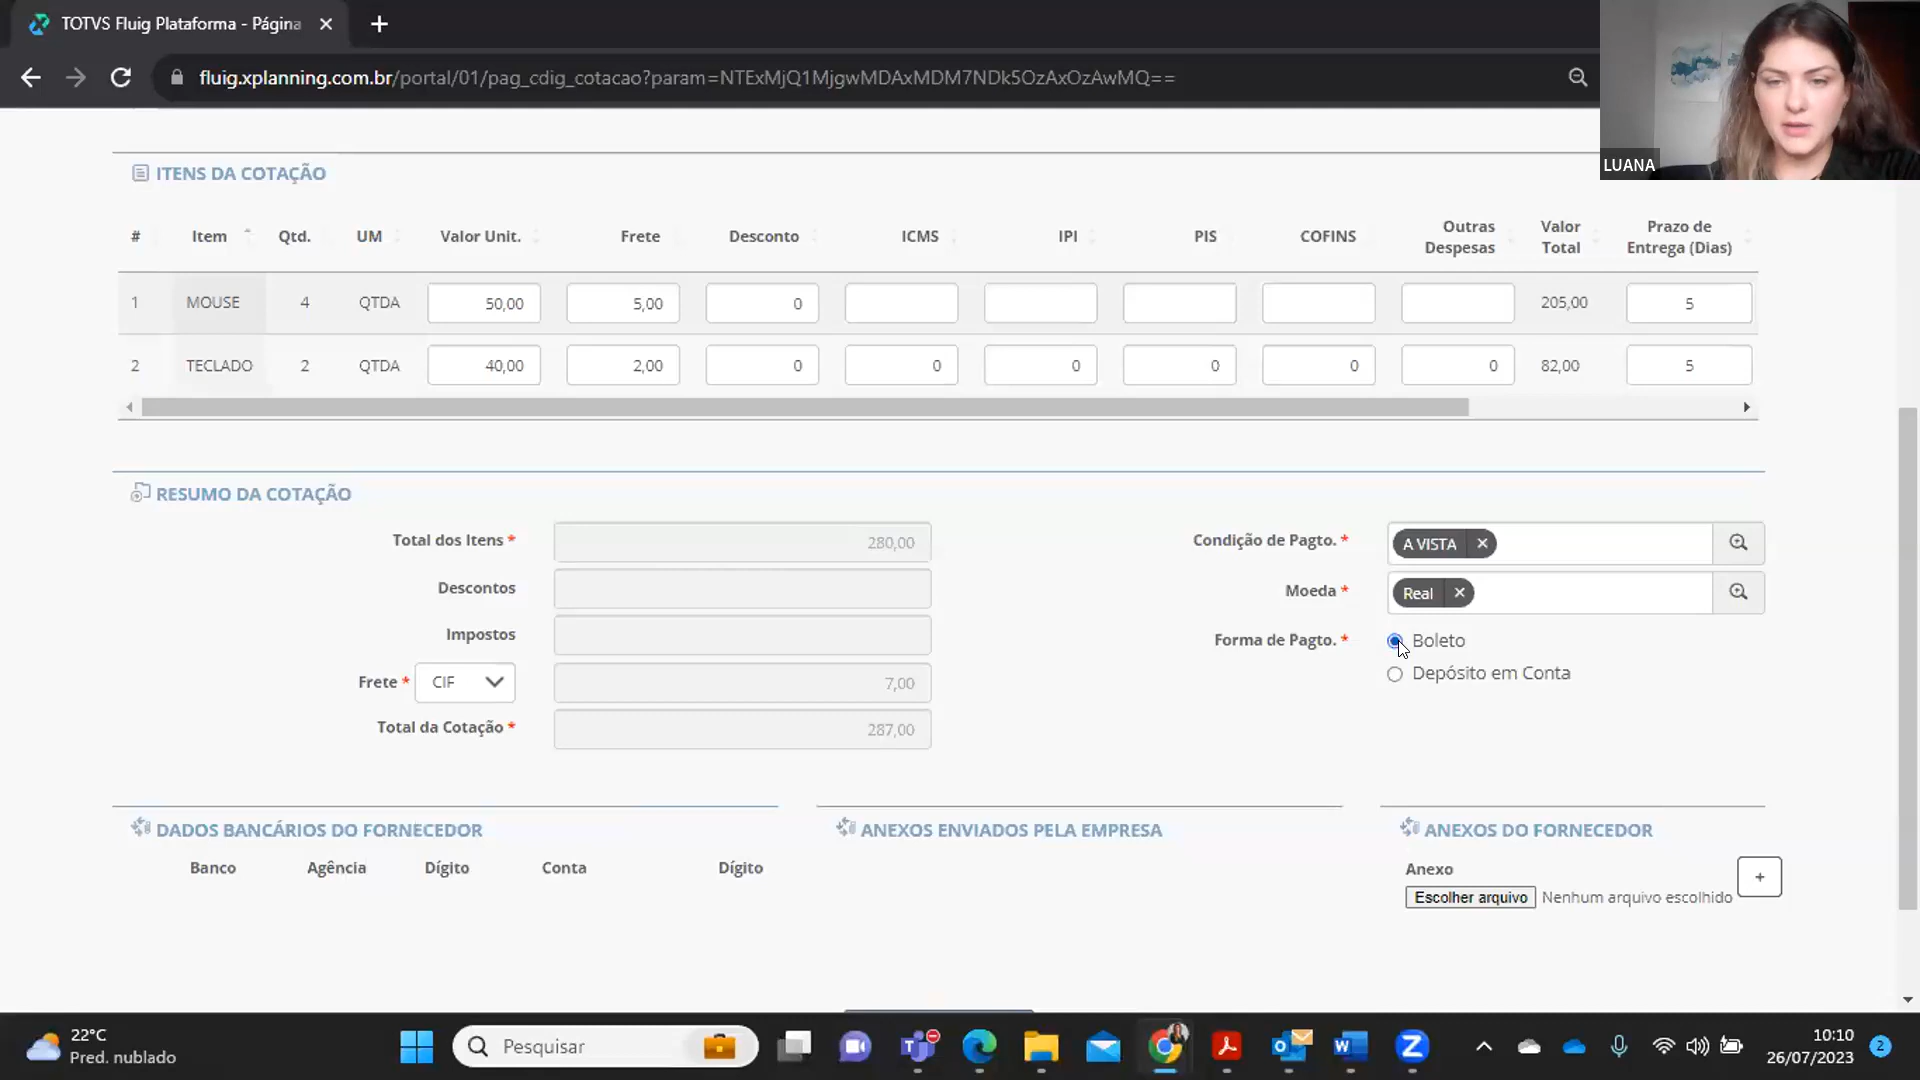 TOTVS Fluig Plataforma - Página
fluig.xplanning.com.br/portal/01/pag_cdig_cotacao?param=NTExMjQ1MjgwMDAxMDM7NDk5OzAxOzAwMQ==
LUANA
ITENS DA COTAÇÃO
# Item Qtd. UM Valor Unit. Frete Desconto ICMS IPI PIS COFINS Outras Despesas Valor Total Prazo de Entrega (Dias)
1 MOUSE 4 QTDA 50,00 5,00 0 205,00 5
2 TECLADO 2 QTDA 40,00 2,00 0 0 0 0 0 0 82,00 5
RESUMO DA COTAÇÃO
Total dos Itens * 280,00
Descontos
Impostos
Frete * CIF 7,00
Total da Cotação * 287,00
Condição de Pagto. * A VISTA ×
Moeda * Real ×
Forma de Pagto. * Boleto
Depósito em Conta
DADOS BANCÁRIOS DO FORNECEDOR
Banco Agência Dígito Conta Dígito
ANEXOS ENVIADOS PELA EMPRESA
ANEXOS DO FORNECEDOR
Anexo
+
Escolher arquivo Nenhum arquivo escolhido
22°C
Pred. nublado
Pesquisar
10:10
26/07/2023
2